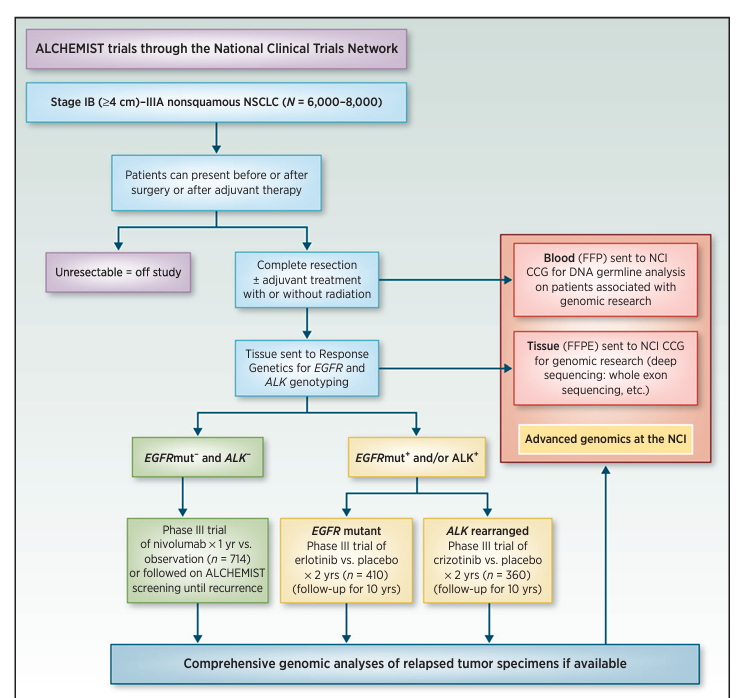 ALCHEMIST trials through the National Clinical Trials Network
Stage IB (≥4 cm)–IIIA nonsquamous NSCLC (N = 6,000–8,000)
Patients can present before or after
surgery or after adjuvant therapy
Unresectable = off study
Complete resection
± adjuvant treatment
with or without radiation
Blood (FFP) sent to NCI
CCG for DNA germline analysis
on patients associated with
genomic research
Tissue sent to Response
Genetics for EGFR and
ALK genotyping
Tissue (FFPE) sent to NCI CCG
for genomic research (deep
sequencing: whole exon
sequencing, etc.)
Advanced genomics at the NCI
EGFRmut⁻ and ALK⁻
EGFRmut⁺ and/or ALK⁺
Phase III trial
of nivolumab × 1 yr vs.
observation (n = 714)
or followed on ALCHEMIST
screening until recurrence
EGFR mutant
Phase III trial of
erlotinib vs. placebo
× 2 yrs (n = 410)
(follow-up for 10 yrs)
ALK rearranged
Phase III trial of
crizotinib vs. placebo
× 2 yrs (n = 360)
(follow-up for 10 yrs)
Comprehensive genomic analyses of relapsed tumor specimens if available